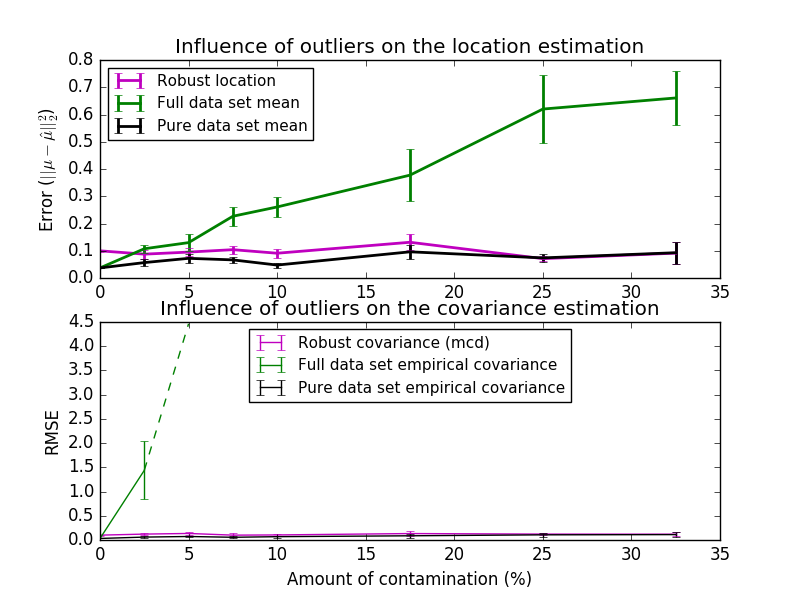 Influence of outliers on the location estimation
0.8
0.7
0.6
0.5
0.4
0.3
0.2
0.1
0.0
Error (||μ − μ̂||₂²)
Robust location
Full data set mean
Pure data set mean
0 5 10 15 20 25 30 35
Influence of outliers on the covariance estimation
4.5
4.0
3.5
3.0
2.5
2.0
1.5
1.0
0.5
0.0
RMSE
Robust covariance (mcd)
Full data set empirical covariance
Pure data set empirical covariance
0 5 10 15 20 25 30 35
Amount of contamination (%)